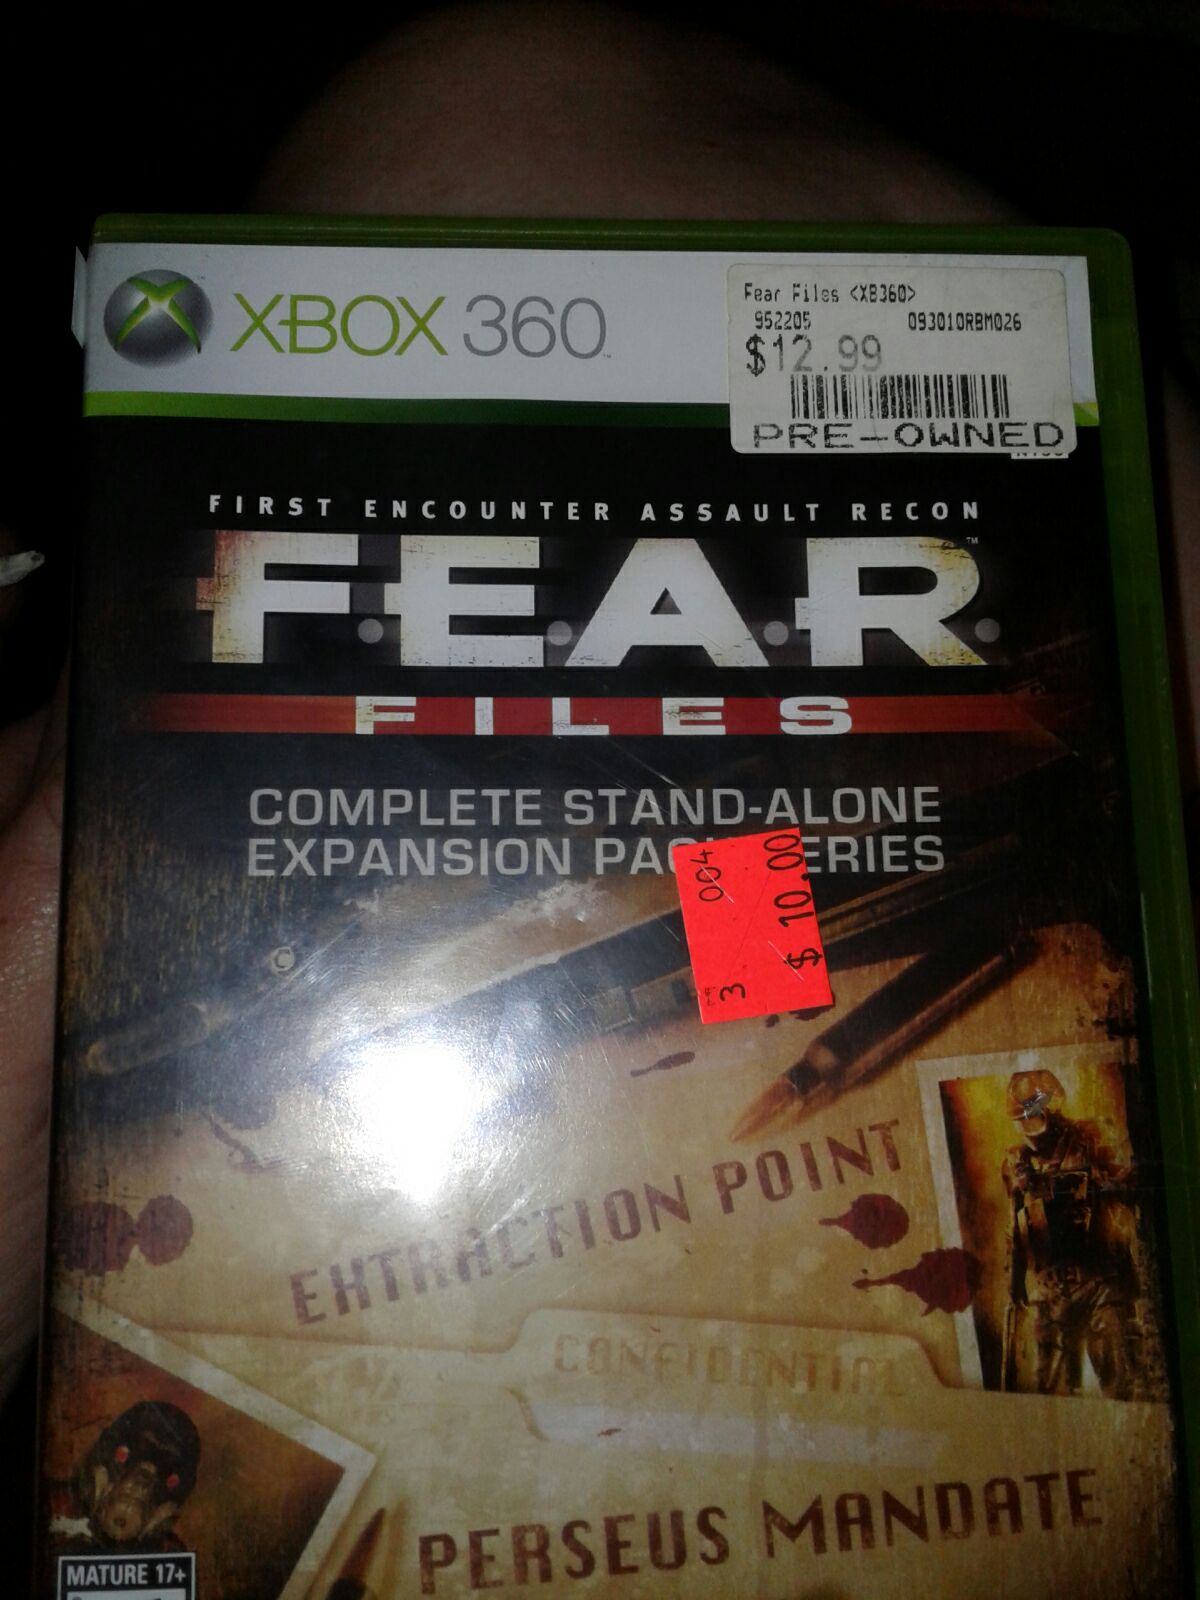 XBOX 360
Fear Files <XB360>
952205 093010RBM026
$12.99
PRE-OWNED
FIRST ENCOUNTER ASSAULT RECON
F.E.A.R.™
FILES
COMPLETE STAND-ALONE
EXPANSION PAC ERIES
004
$ 10.00
3
EXTRACTION POINT
CONFIDENTIAL
PERSEUS MANDATE
MATURE 17+